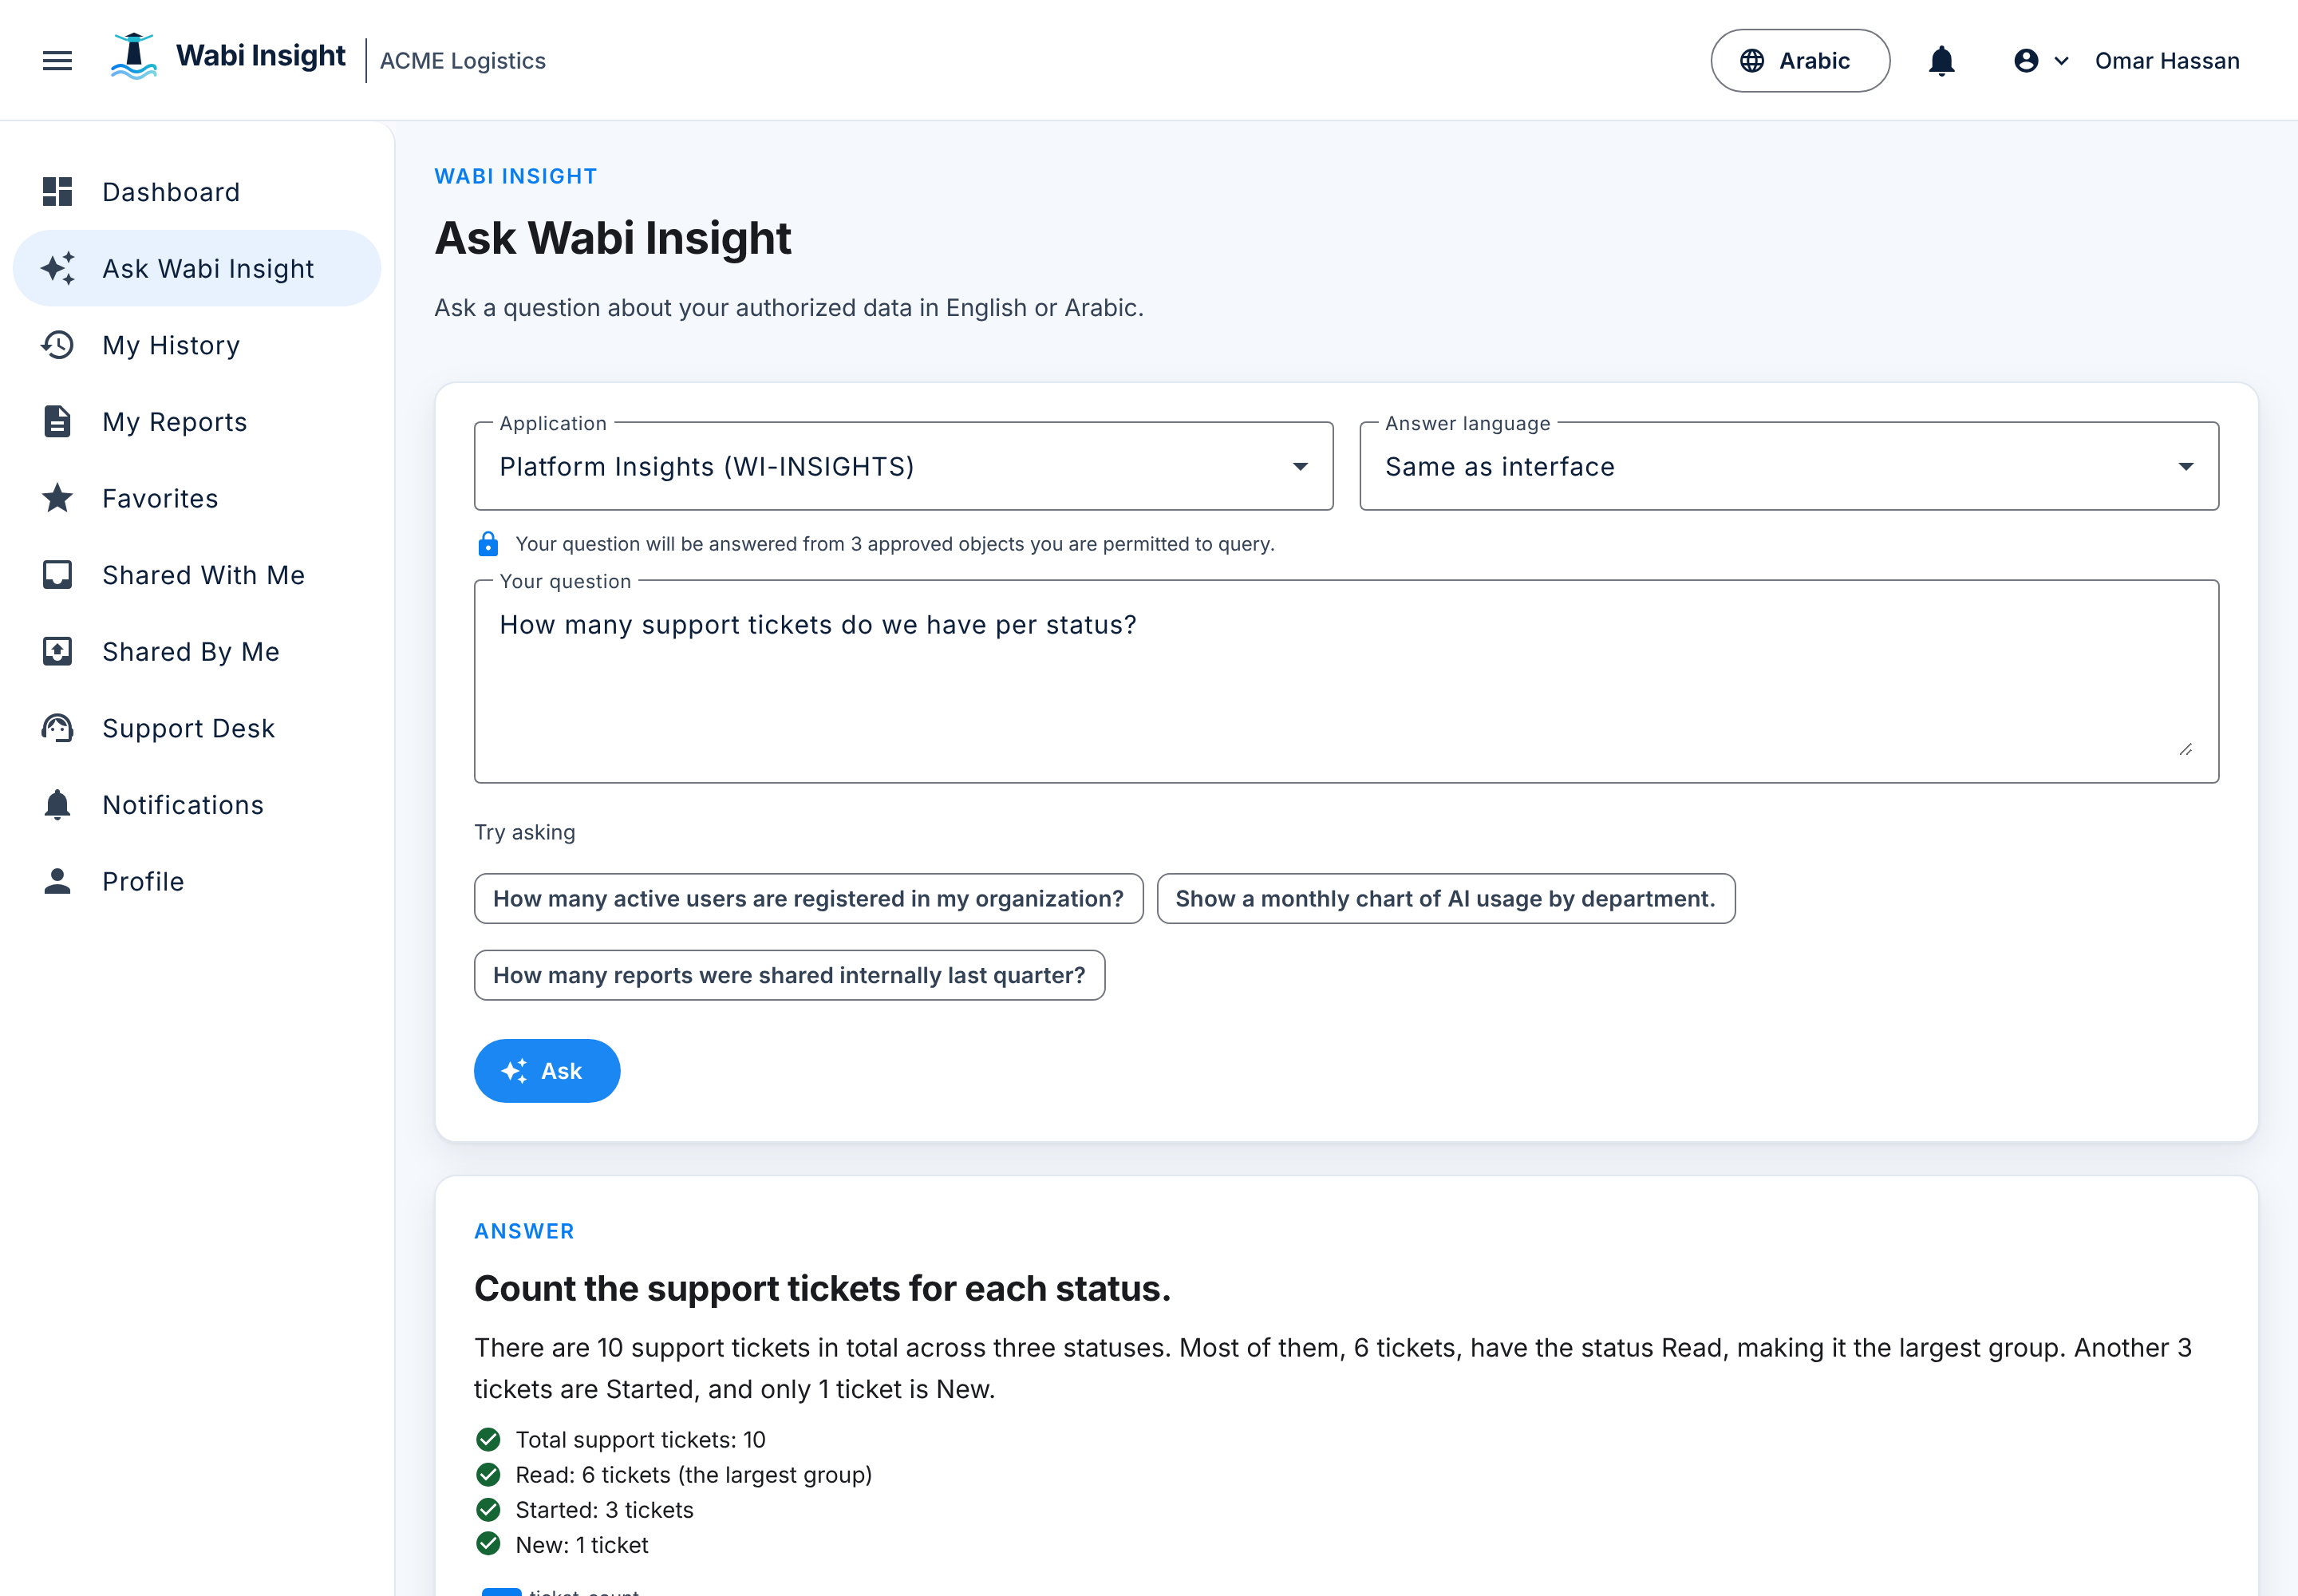 Wabi Insight
ACME Logistics
Arabic
Omar Hassan
Dashboard
Ask Wabi Insight
My History
My Reports
Favorites
Shared With Me
Shared By Me
Support Desk
Notifications
Profile
WABI INSIGHT
Ask Wabi Insight
Ask a question about your authorized data in English or Arabic.
Application
Platform Insights (WI-INSIGHTS)
Answer language
Same as interface
Your question will be answered from 3 approved objects you are permitted to query.
Your question
How many support tickets do we have per status?
Try asking
How many active users are registered in my organization?
Show a monthly chart of AI usage by department.
How many reports were shared internally last quarter?
Ask
ANSWER
Count the support tickets for each status.
There are 10 support tickets in total across three statuses. Most of them, 6 tickets, have the status Read, making it the largest group. Another 3
tickets are Started, and only 1 ticket is New.
Total support tickets: 10
Read: 6 tickets (the largest group)
Started: 3 tickets
New: 1 ticket